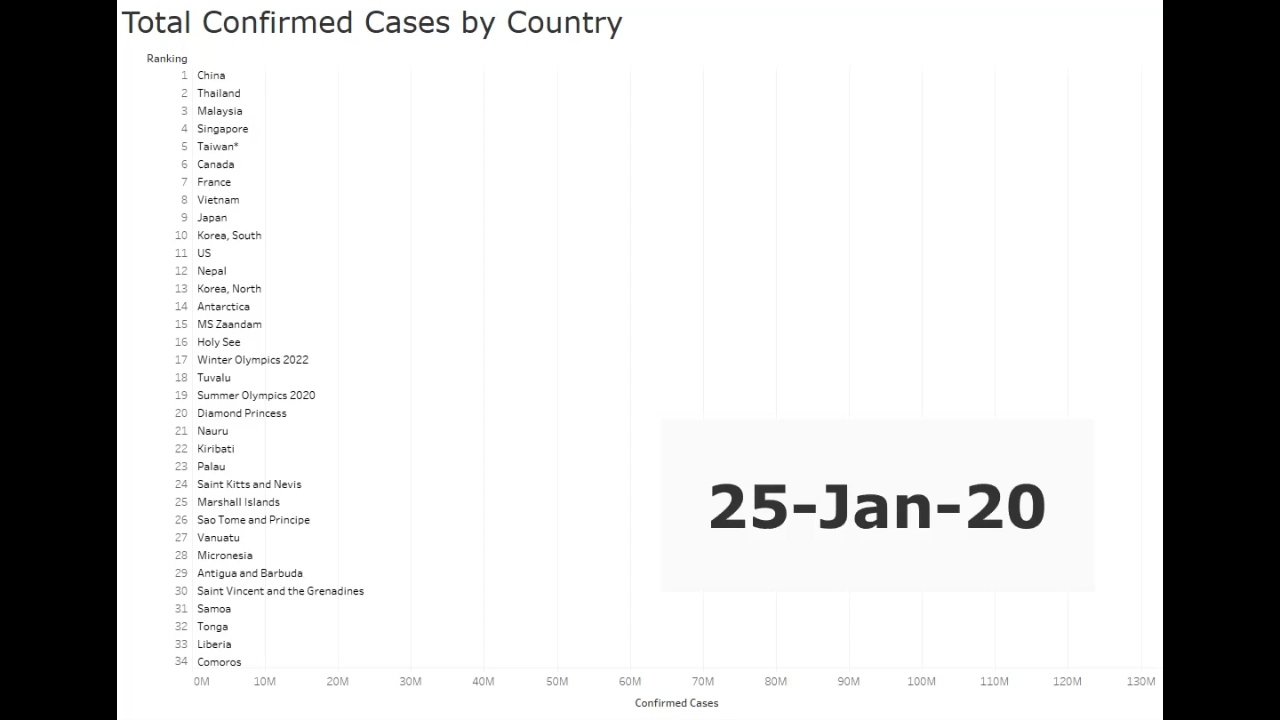 Total Confirmed Cases by Country
Ranking
1 China
2 Thailand
3 Malaysia
4 Singapore
5 Taiwan*
6 Canada
7 France
8 Vietnam
9 Japan
10 Korea, South
11 US
12 Nepal
13 Korea, North
14 Antarctica
15 MS Zaandam
16 Holy See
17 Winter Olympics 2022
18 Tuvalu
19 Summer Olympics 2020
20 Diamond Princess
21 Nauru
22 Kiribati
23 Palau
24 Saint Kitts and Nevis
25 Marshall Islands
26 Sao Tome and Principe
27 Vanuatu
28 Micronesia
29 Antigua and Barbuda
30 Saint Vincent and the Grenadines
31 Samoa
32 Tonga
33 Liberia
34 Comoros
25-Jan-20
0M 10M 20M 30M 40M 50M 60M 70M 80M 90M 100M 110M 120M 130M
Confirmed Cases